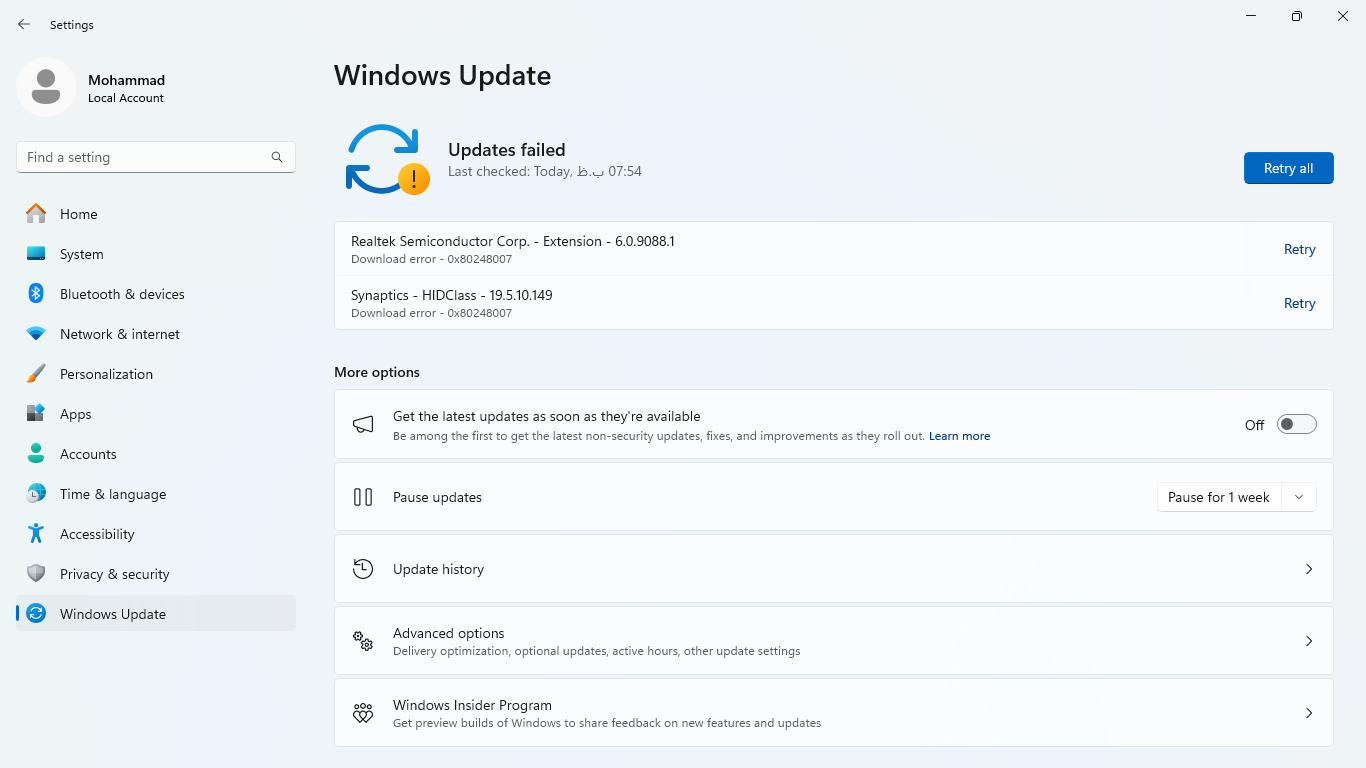 Settings
Mohammad
Local Account
Find a setting
Home
System
Bluetooth & devices
Network & internet
Personalization
Apps
Accounts
Time & language
Accessibility
Privacy & security
Windows Update
Windows Update
Updates failed
Last checked: Today, ب.ظ 07:54
Retry all
Realtek Semiconductor Corp. - Extension - 6.0.9088.1
Download error - 0x80248007
Retry
Synaptics - HIDClass - 19.5.10.149
Download error - 0x80248007
Retry
More options
Get the latest updates as soon as they're available
Be among the first to get the latest non-security updates, fixes, and improvements as they roll out. Learn more
Off
Pause updates
Pause for 1 week
Update history
Advanced options
Delivery optimization, optional updates, active hours, other update settings
Windows Insider Program
Get preview builds of Windows to share feedback on new features and updates